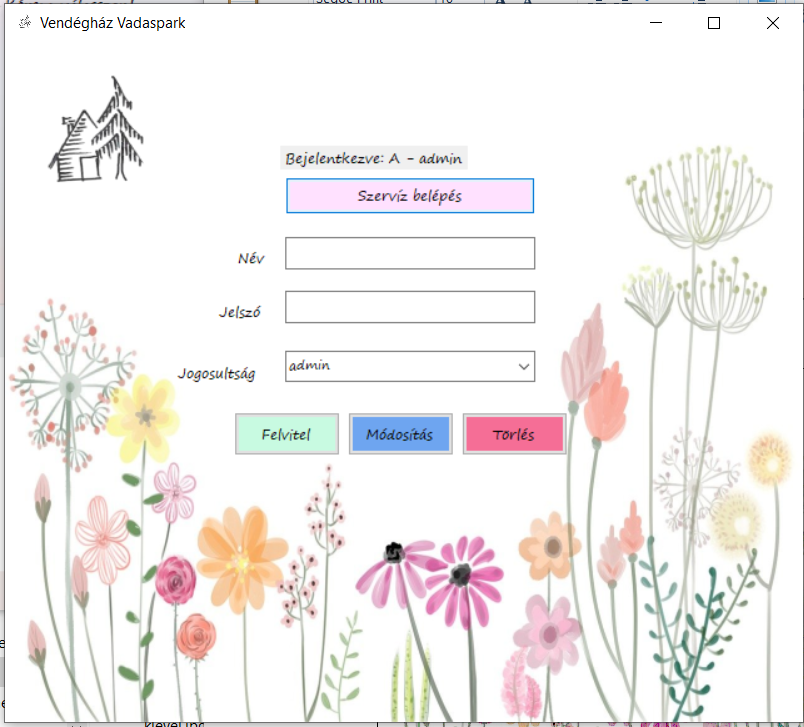 Vendégház Vadaspark
Bejelentkezve: A - admin
Szervíz belépés
Név
Jelszó
Jogosultság
admin
Felvitel
Módosítás
Törlés